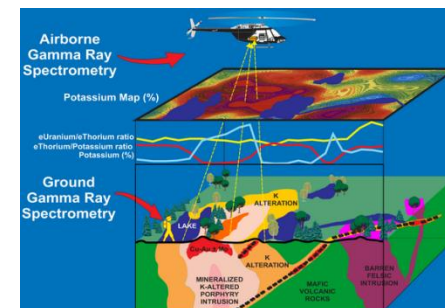 Airborne
Gamma Ray
Spectrometry
Potassium Map (%)
eUranium/eThorium ratio
eThorium/Potassium ratio
Potassium (%)
Ground
Gamma Ray
Spectrometry
K
ALTERATION
LAKE
K
ALTERATION
MINERALIZED
K-ALTERED
PORPHYRY
INTRUSION
MAFIC
VOLCANIC
ROCKS
BARREN
FELSIC
INTRUSION